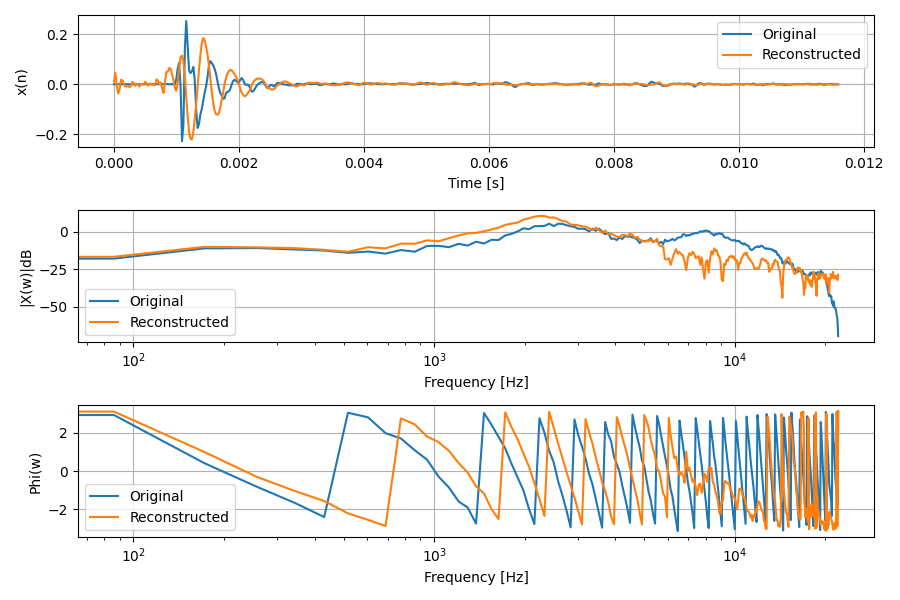 x(n)
0.2
0.0
−0.2
Original
Reconstructed
0.000 0.002 0.004 0.006 0.008 0.010 0.012
Time [s]
|X(w)|dB
0
−25
−50
Original
Reconstructed
10² 10³ 10⁴
Frequency [Hz]
Phi(w)
2
0
−2
Original
Reconstructed
10² 10³ 10⁴
Frequency [Hz]